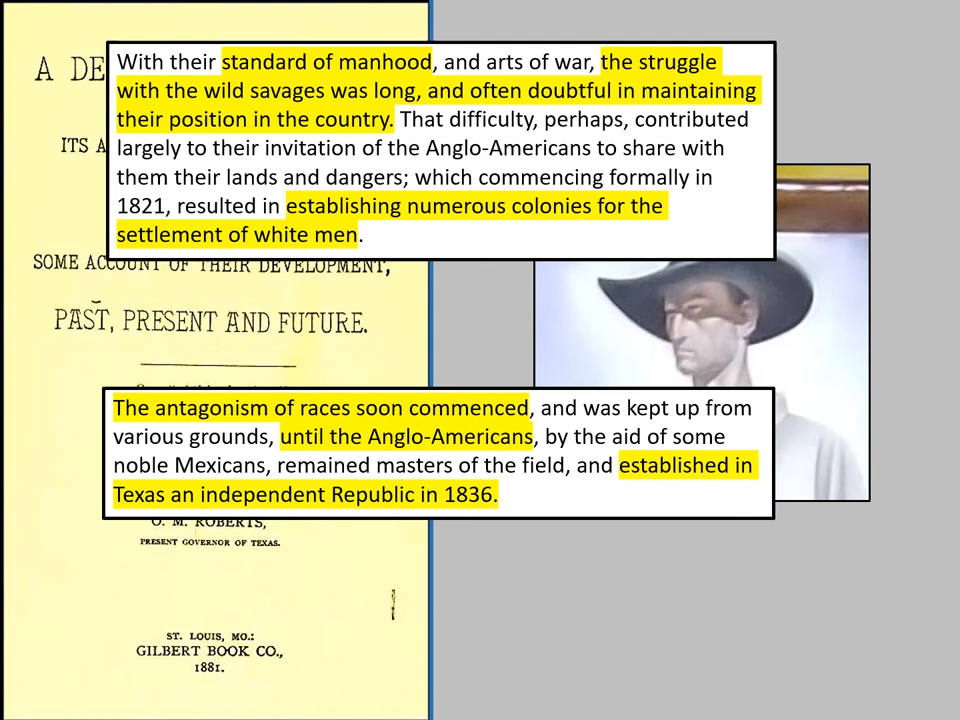 A DE
With their standard of manhood, and arts of war, the struggle
with the wild savages was long, and often doubtful in maintaining
their position in the country. That difficulty, perhaps, contributed
largely to their invitation of the Anglo-Americans to share with
them their lands and dangers; which commencing formally in
1821, resulted in establishing numerous colonies for the
settlement of white men.
ITS A
SOME ACCOUNT OF THEIR DEVELOPMENT,
PAST, PRESENT AND FUTURE.
The antagonism of races soon commenced, and was kept up from
various grounds, until the Anglo-Americans, by the aid of some
noble Mexicans, remained masters of the field, and established in
Texas an independent Republic in 1836.
O. M. ROBERTS,
PRESENT GOVERNOR OF TEXAS.
ST. LOUIS, MO.:
GILBERT BOOK CO.,
1881.